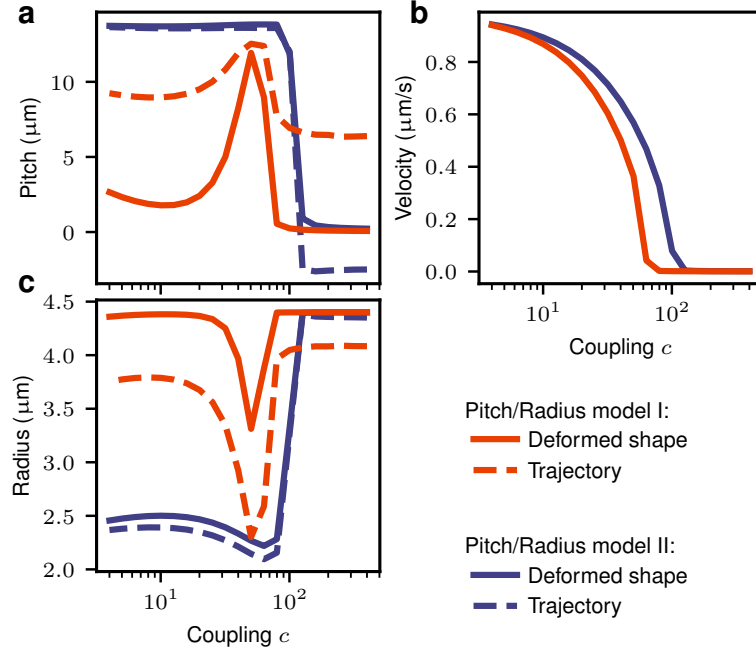 a
b
Pitch (μm)
10
5
0
Velocity (μm/s)
0.8
0.6
0.4
0.2
0.0
10¹
10²
Coupling c
c
Radius (μm)
4.5
4.0
3.5
3.0
2.5
2.0
10¹
10²
Coupling c
Pitch/Radius model I:
Deformed shape
Trajectory
Pitch/Radius model II:
Deformed shape
Trajectory